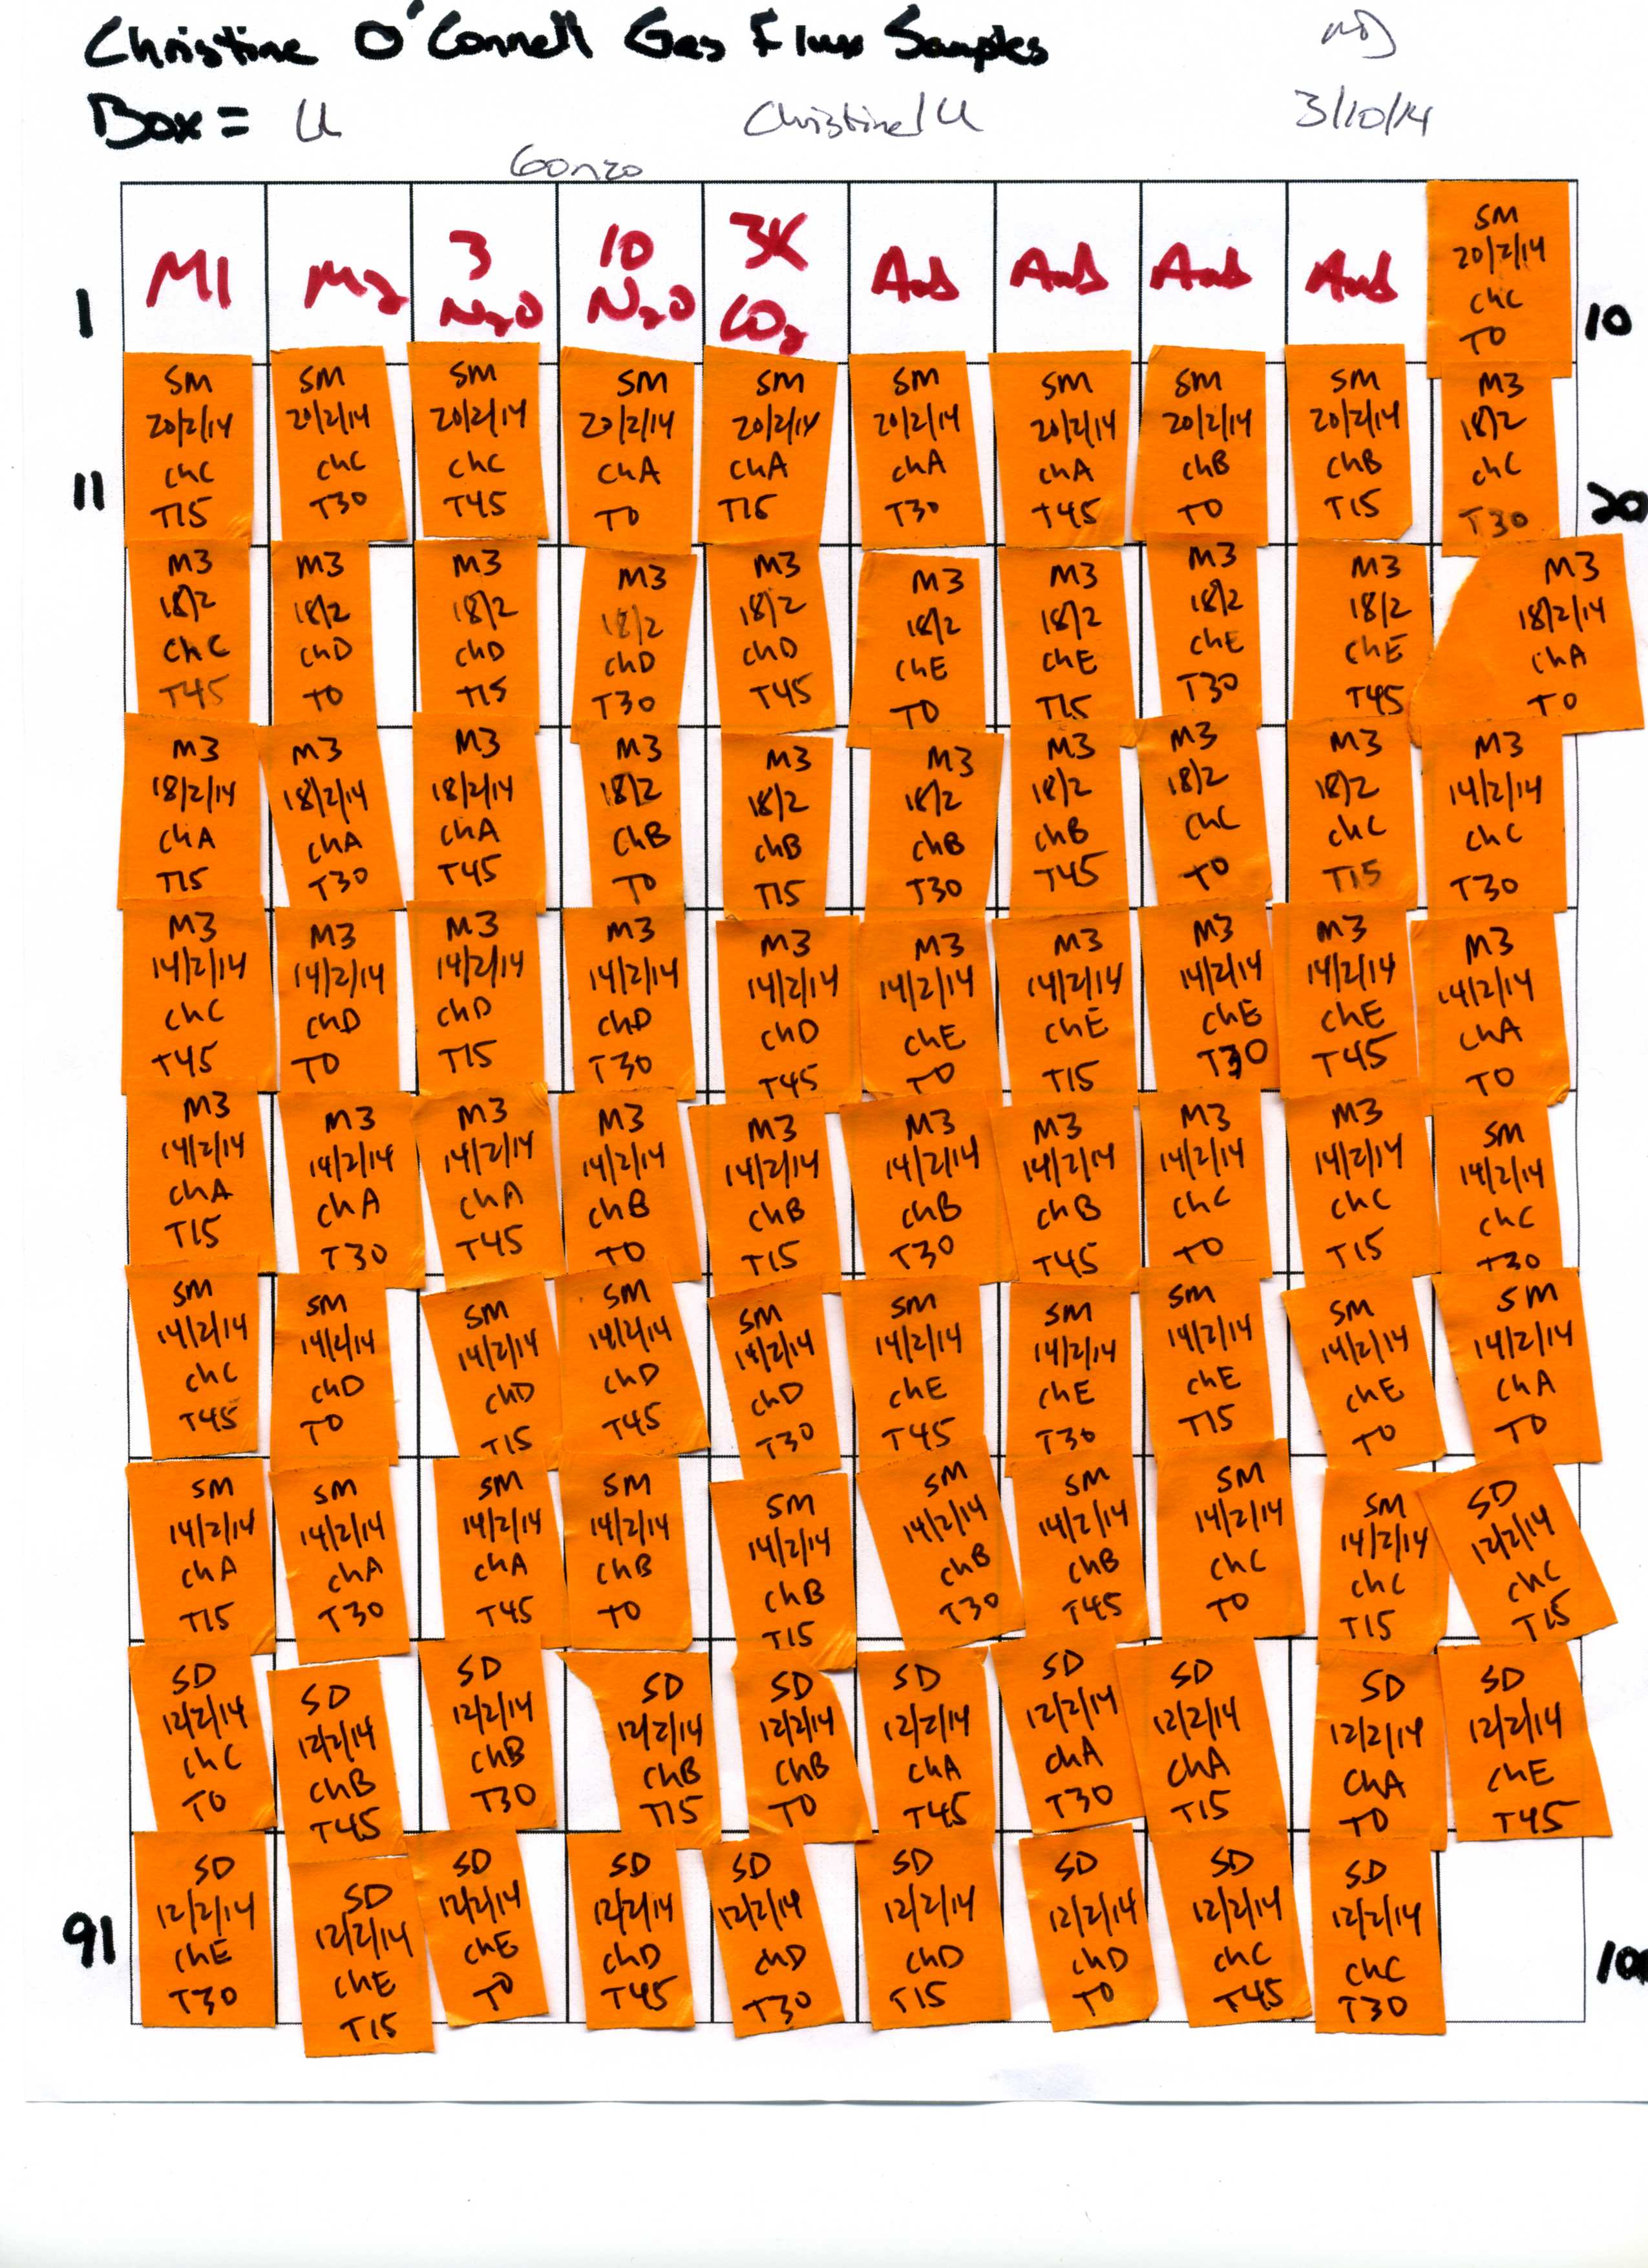 Christine O'Connell Gas Flux Samples
Box = U Christine/U 3/10/14
Gonzo
1
M1
M2
3
N2O
10
N2O
3K
CO2
SM
20/2/14
chC
T0
10
11
SM
20/2/14
chC
T15
SM
20/2/14
chC
T30
SM
20/2/14
chC
T45
SM
20/2/14
chA
T0
SM
20/2/14
chA
T15
SM
20/2/14
chA
T30
SM
20/2/14
chA
T45
SM
20/2/14
chB
T0
SM
20/2/14
chB
T15
M3
18/2
chC
T30
20
M3
18/2
chC
T45
M3
18/2
chD
T0
M3
18/2
chD
T15
M3
18/2
chD
T30
M3
18/2
chD
T45
M3
18/2
chE
T0
M3
18/2
chE
T15
M3
18/2
chE
T30
M3
18/2
chE
T45
M3
18/2/14
chA
T0
M3
18/2/14
chA
T15
M3
18/2/14
chA
T30
M3
18/2/14
chA
T45
M3
18/2
chB
T0
M3
18/2
chB
T15
M3
18/2
chB
T30
M3
18/2
chB
T45
M3
18/2
chC
T0
M3
18/2
chC
T15
M3
14/2/14
chC
T30
M3
14/2/14
chC
T45
M3
14/2/14
chD
T0
M3
14/2/14
chD
T15
M3
14/2/14
chD
T30
M3
14/2/14
chD
T45
M3
14/2/14
chE
T0
M3
14/2/14
chE
T15
M3
14/2/14
chE
T30
M3
14/2/14
chE
T45
M3
14/2/14
chA
T0
M3
14/2/14
chA
T15
M3
14/2/14
chA
T30
M3
14/2/14
chA
T45
M3
14/2/14
chB
T0
M3
14/2/14
chB
T15
M3
14/2/14
chB
T30
M3
14/2/14
chB
T45
M3
14/2/14
chC
T0
M3
14/2/14
chC
T15
SM
14/2/14
chC
T30
SM
14/2/14
chC
T45
SM
14/2/14
chD
T0
SM
14/2/14
chD
T15
SM
14/2/14
chD
T45
SM
14/2/14
chD
T30
SM
14/2/14
chE
T45
SM
14/2/14
chE
T30
SM
14/2/14
chE
T15
SM
14/2/14
chE
T0
SM
14/2/14
chA
T0
SM
14/2/14
chA
T15
SM
14/2/14
chA
T30
SM
14/2/14
chA
T45
SM
14/2/14
chB
T0
SM
14/2/14
chB
T15
SM
14/2/14
chB
T30
SM
14/2/14
chB
T45
SM
14/2/14
chC
T0
SM
14/2/14
chC
T15
SD
12/2/14
chC
T15
SD
12/2/14
chC
T0
SD
12/2/14
chB
T45
SD
12/2/14
chB
T30
SD
12/2/14
chB
T15
SD
12/2/14
chB
T0
SD
12/2/14
chA
T45
SD
12/2/14
chA
T30
SD
12/2/14
chA
T15
SD
12/2/14
chA
T0
SD
12/2/14
chE
T45
91
SD
12/2/14
chE
T30
SD
12/2/14
chE
T15
SD
12/2/14
chE
T0
SD
12/2/14
chD
T45
SD
12/2/14
chD
T30
SD
12/2/14
chD
T15
SD
12/2/14
chD
T0
SD
12/2/14
chC
T45
SD
12/2/14
chC
T30